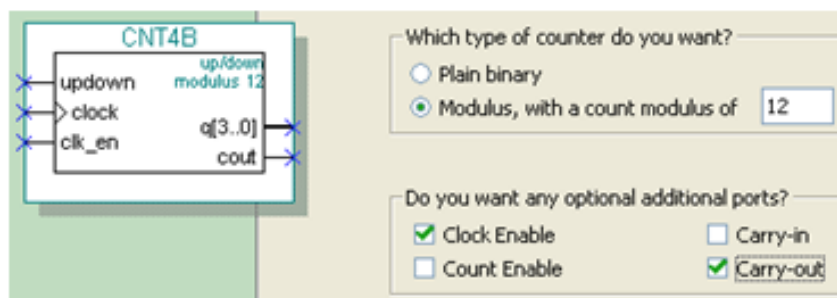 CNT4B
up/down
modulus 12
updown
clock
clk_en
q[3..0]
cout
Which type of counter do you want?
Plain binary
Modulus, with a count modulus of 12
Do you want any optional additional ports?
Clock Enable Carry-in
Count Enable Carry-out